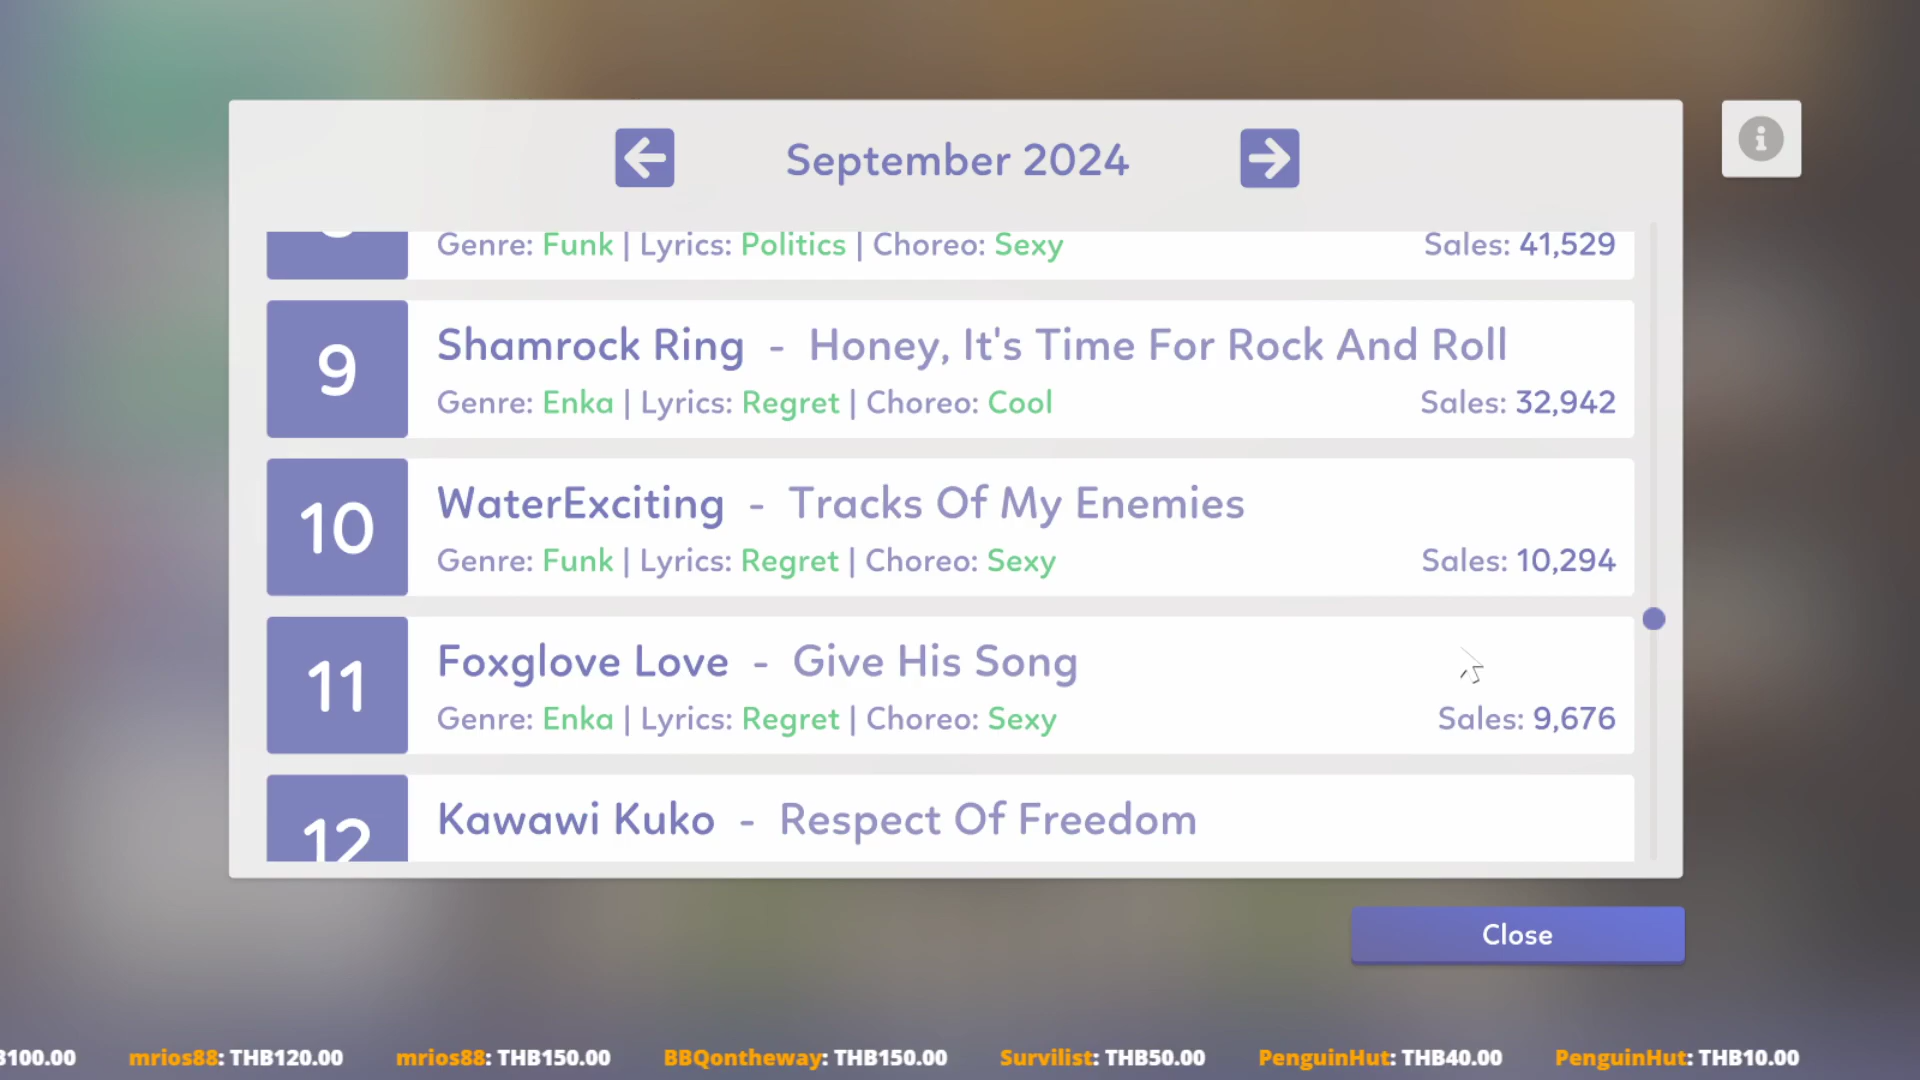 September 2024
Genre: Funk | Lyrics: Politics | Choreo: Sexy Sales: 41,529
9
Shamrock Ring - Honey, It's Time For Rock And Roll
Genre: Enka | Lyrics: Regret | Choreo: Cool Sales: 32,942
10
WaterExciting - Tracks Of My Enemies
Genre: Funk | Lyrics: Regret | Choreo: Sexy Sales: 10,294
11
Foxglove Love - Give His Song
Genre: Enka | Lyrics: Regret | Choreo: Sexy Sales: 9,676
12
Kawawi Kuko - Respect Of Freedom
Close
B100.00 mrios88: THB120.00 mrios88: THB150.00 BBQontheway: THB150.00 Survilist: THB50.00 PenguinHut: THB40.00 PenguinHut: THB10.00